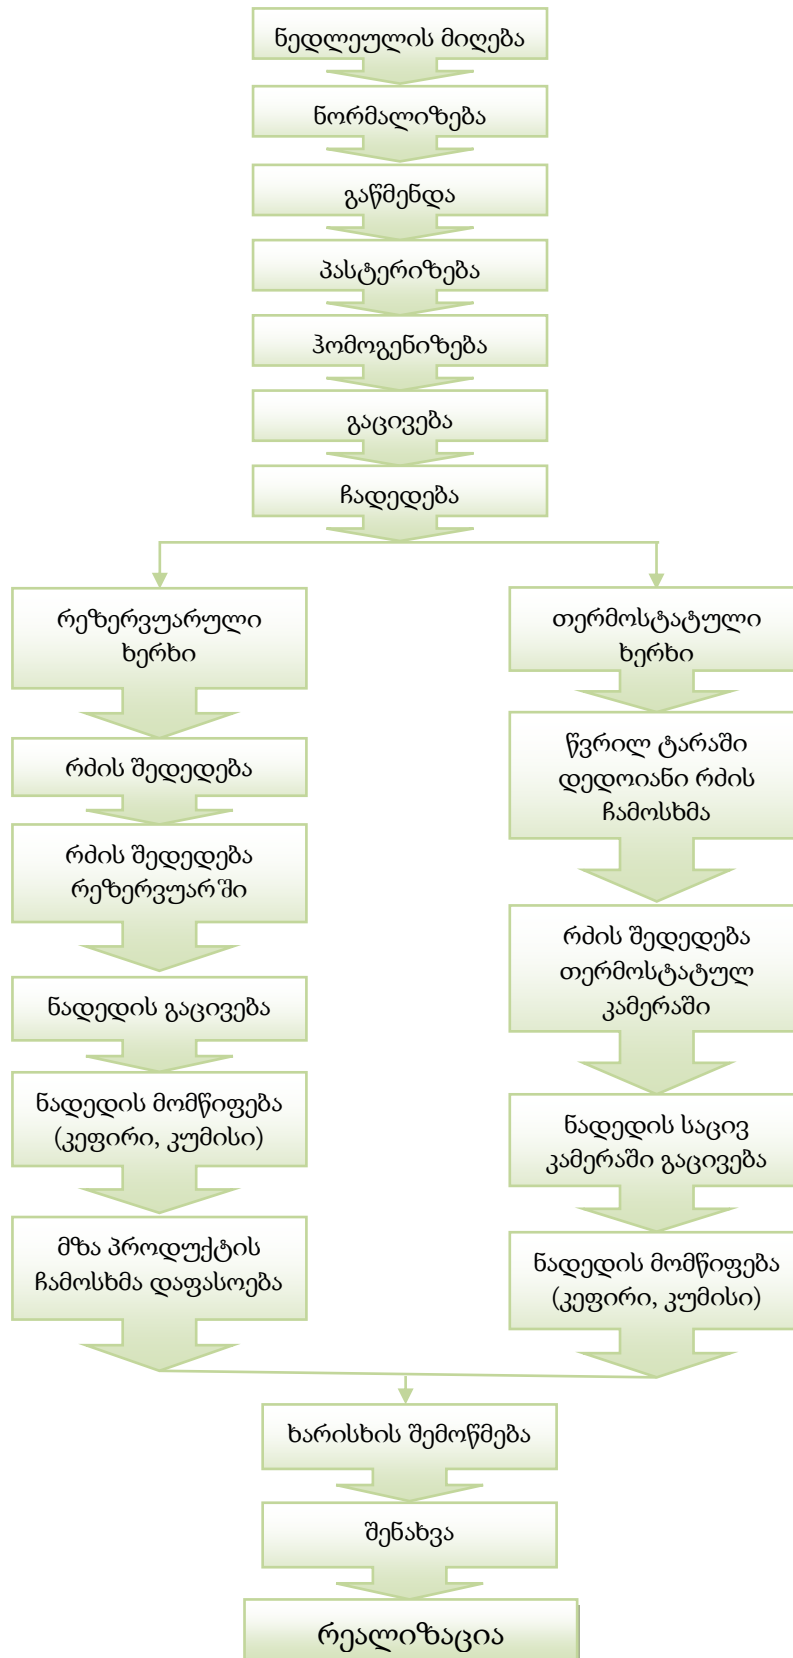 ნედლეულის მიღება
ნორმალიზება
გაწმენდა
პასტერიზება
ჰომოგენიზება
გაცივება
ჩადედება
რეზერვუარული
ხერხი
რძის შედედება
რძის შედედება
რეზერვუარში
ნადედის გაცივება
ნადედის მომწიფება
(კეფირი, კუმისი)
მზა პროდუქტის
ჩამოსხმა დაფასოება
თერმოსტატული
ხერხი
წვრილ ტარაში
დედოიანი რძის
ჩამოსხმა
რძის შედედება
თერმოსტატულ
კამერაში
ნადედის საცივ
კამერაში გაცივება
ნადედის მომწიფება
(კეფირი, კუმისი)
ხარისხის შემოწმება
შენახვა
რეალიზაცია